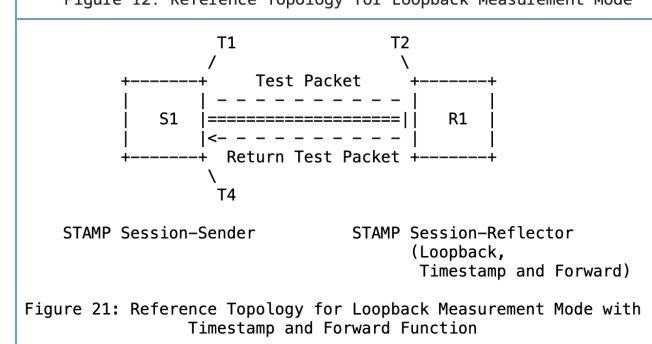 Figure 12: Reference Topology for Loopback Measurement Mode
T1 T2
/ \
+-------+ Test Packet +-------+
| | - - - - - - - - - - | |
| S1 |====================|| R1 |
| |<- - - - - - - - - - | |
+-------+ Return Test Packet +-------+
\
T4
STAMP Session-Sender STAMP Session-Reflector
(Loopback,
Timestamp and Forward)
Figure 21: Reference Topology for Loopback Measurement Mode with
Timestamp and Forward Function